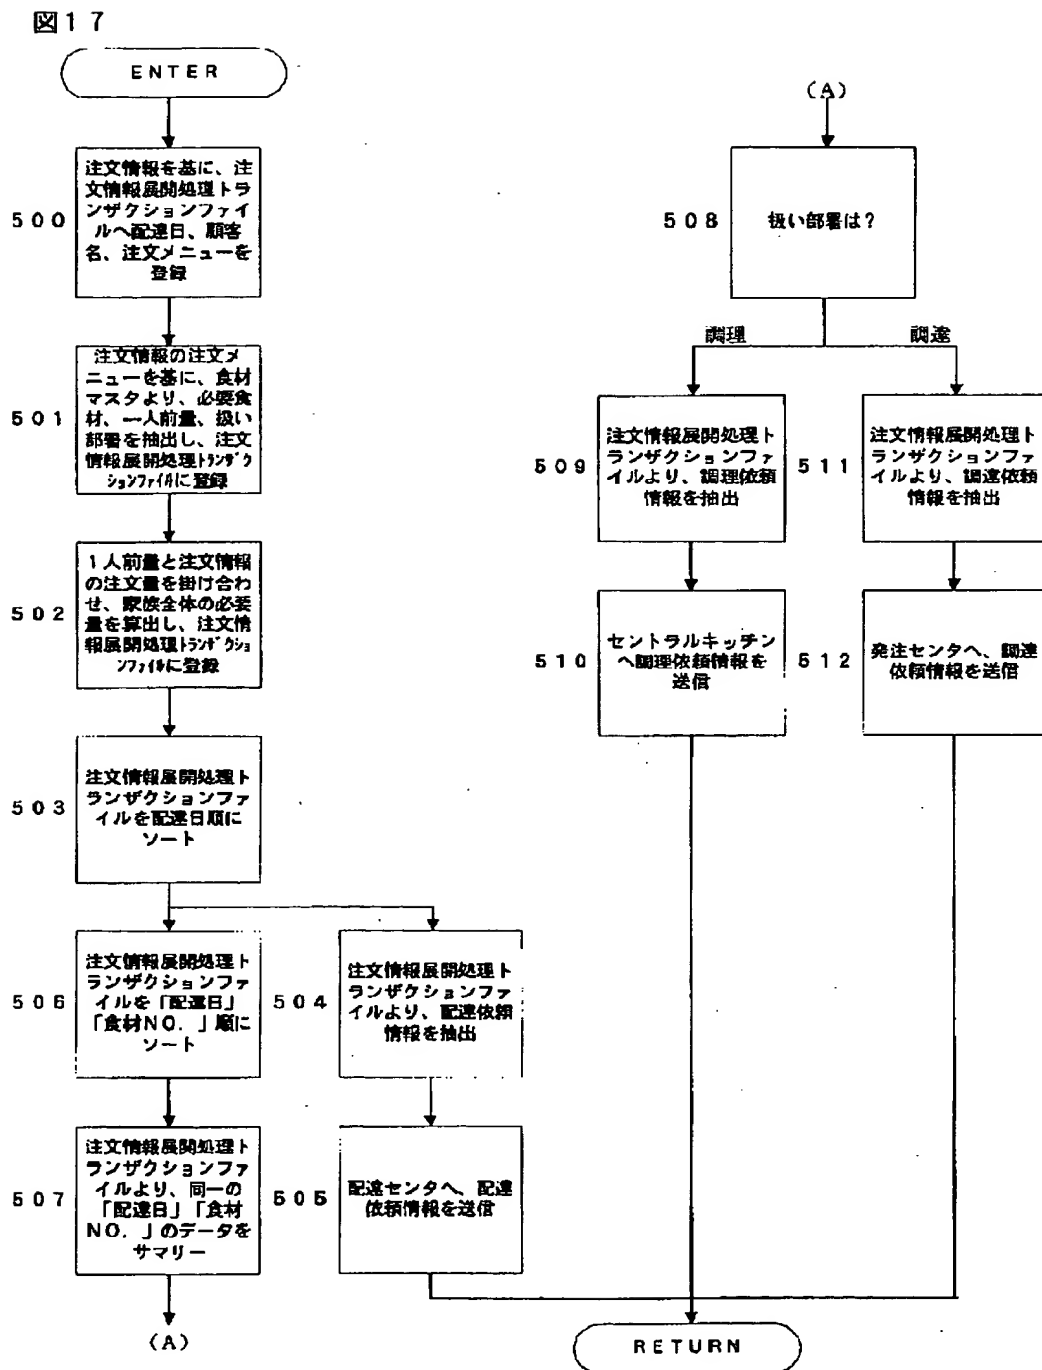 図17
ENTER
500
注文情報を基に、注
文情報展開処理トラ
ンザクションファイ
ルへ配達日、顧客
名、注文メニューを
登録
501
注文情報の注文メ
ニューを基に、食材
マスタより、必要食
材、一人前量、扱い
部署を抽出し、注文
情報展開処理トランザク
ションファイルに登録
502
1人前量と注文情報
の注文量を掛け合わ
せ、家族全体の必要
量を算出し、注文情
報展開処理トランザクショ
ンファイルに登録
503
注文情報展開処理ト
ランザクションファ
イルを配達日順に
ソート
506
注文情報展開処理ト
ランザクションファ
イルを「配達日」
「食材NO.」順に
ソート
504
注文情報展開処理ト
ランザクションファ
イルより、配達依頼
情報を抽出
507
注文情報展開処理ト
ランザクションファ
イルより、同一の
「配達日」「食材
NO.」のデータを
サマリー
505
配達センタへ、配達
依頼情報を送信
(A)
(A)
508
扱い部署は?
調理
調達
509
注文情報展開処理ト
ランザクションファ
イルより、調理依頼
情報を抽出
511
注文情報展開処理ト
ランザクションファ
イルより、調達依頼
情報を抽出
510
セントラルキッチン
へ調理依頼情報を
送信
512
発注センタへ、調達
依頼情報を送信
RETURN